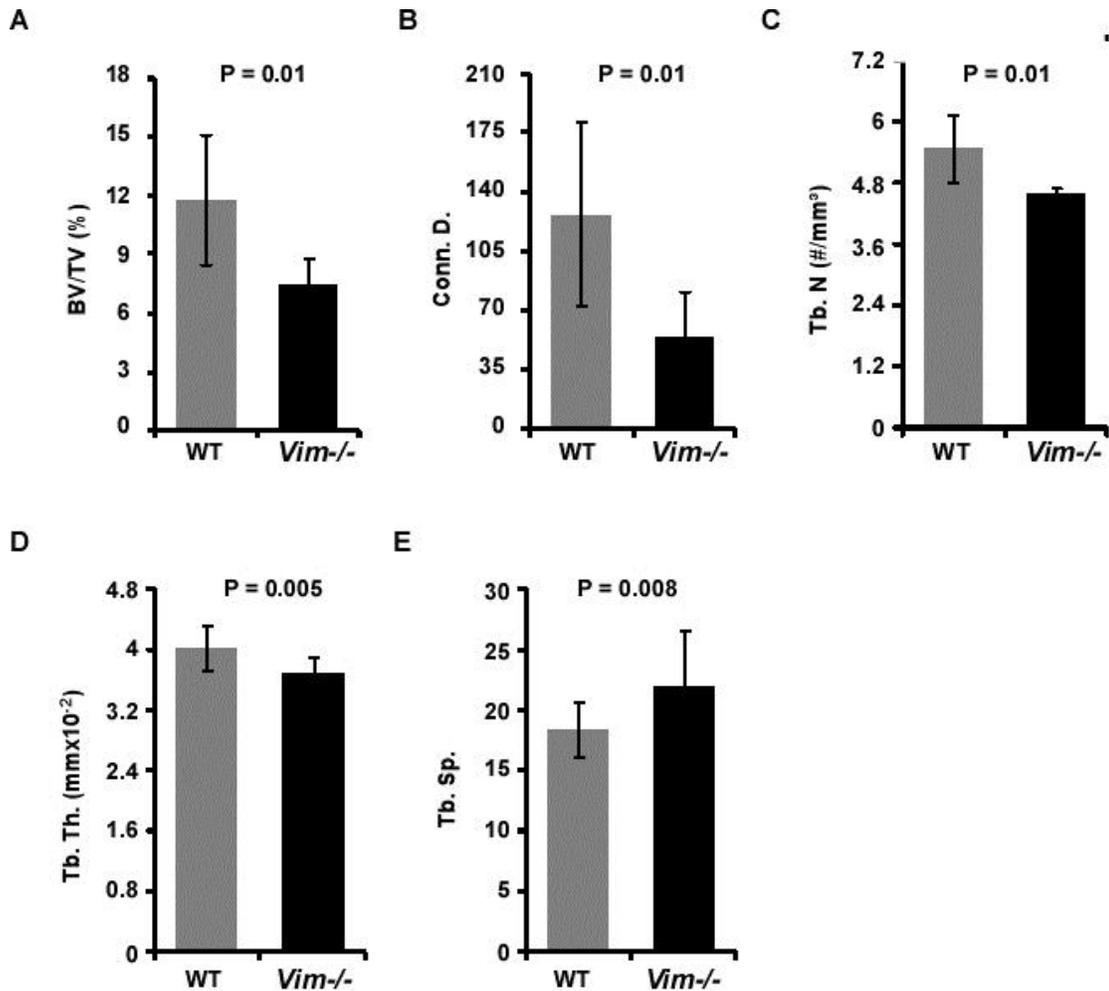 A
P = 0.01
BV/TV (%)
18
15
12
9
6
3
0
WT
Vim-/-
B
P = 0.01
Conn. D.
210
175
140
105
70
35
0
WT
Vim-/-
C
P = 0.01
Tb. N (#/mm³)
7.2
6
4.8
3.6
2.4
1.2
0
WT
Vim-/-
D
P = 0.005
Tb. Th. (mmx10⁻²)
4.8
4
3.2
2.4
1.6
0.8
0
WT
Vim-/-
E
P = 0.008
Tb. Sp.
30
25
20
15
10
5
0
WT
Vim-/-